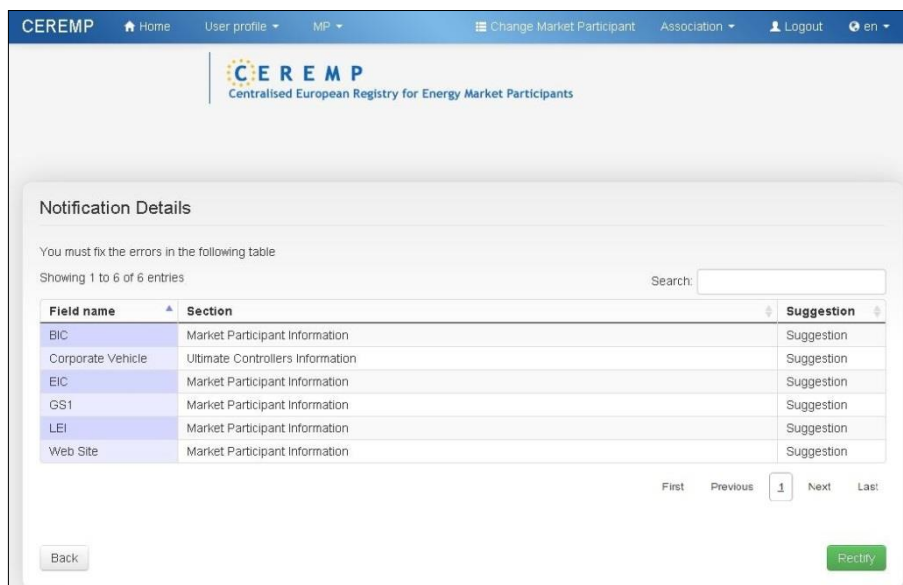 CEREMP Home User profile MP Change Market Participant Association Logout en
CEREMP
Centralised European Registry for Energy Market Participants
Notification Details
You must fix the errors in the following table
Showing 1 to 6 of 6 entries Search:
Field name Section Suggestion
BIC Market Participant Information Suggestion
Corporate Vehicle Ultimate Controllers Information Suggestion
EIC Market Participant Information Suggestion
GS1 Market Participant Information Suggestion
LEI Market Participant Information Suggestion
Web Site Market Participant Information Suggestion
First Previous 1 Next Last
Back Rectify